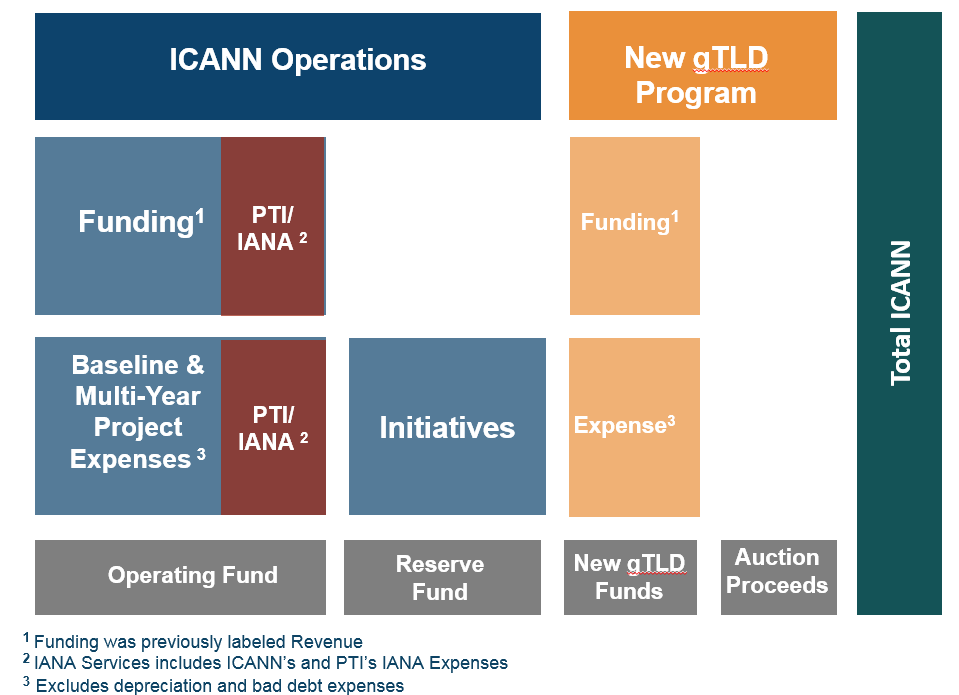 ICANN Operations
New gTLD
Program
Total ICANN
Funding1
PTI/
IANA 2
Funding1
Baseline &
Multi-Year
Project
Expenses 3
PTI/
IANA 2
Initiatives
Expense3
Operating Fund
Reserve
Fund
New gTLD
Funds
Auction
Proceeds
1 Funding was previously labeled Revenue
2 IANA Services includes ICANN’s and PTI’s IANA Expenses
3 Excludes depreciation and bad debt expenses